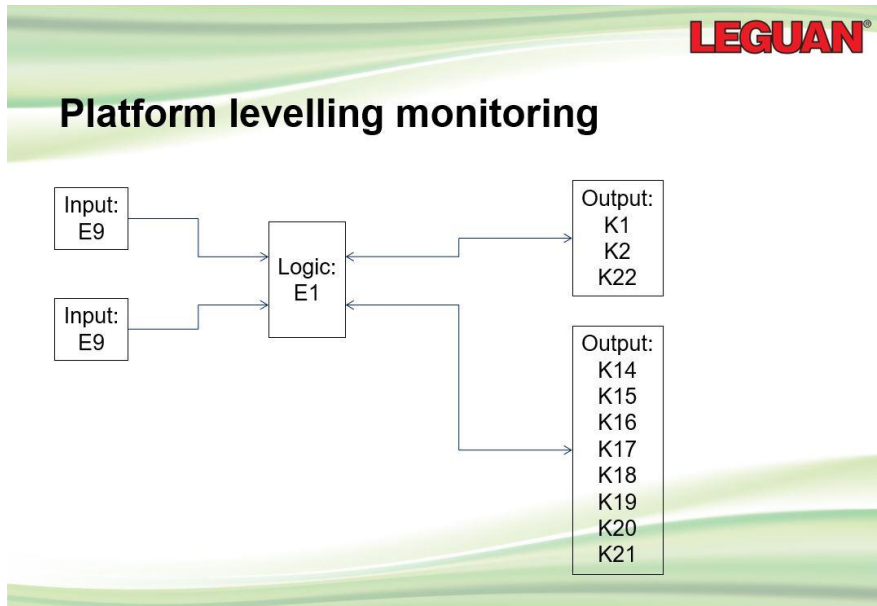 LEGUAN®
Platform levelling monitoring
Input:
E9
Input:
E9
Logic:
E1
Output:
K1
K2
K22
Output:
K14
K15
K16
K17
K18
K19
K20
K21